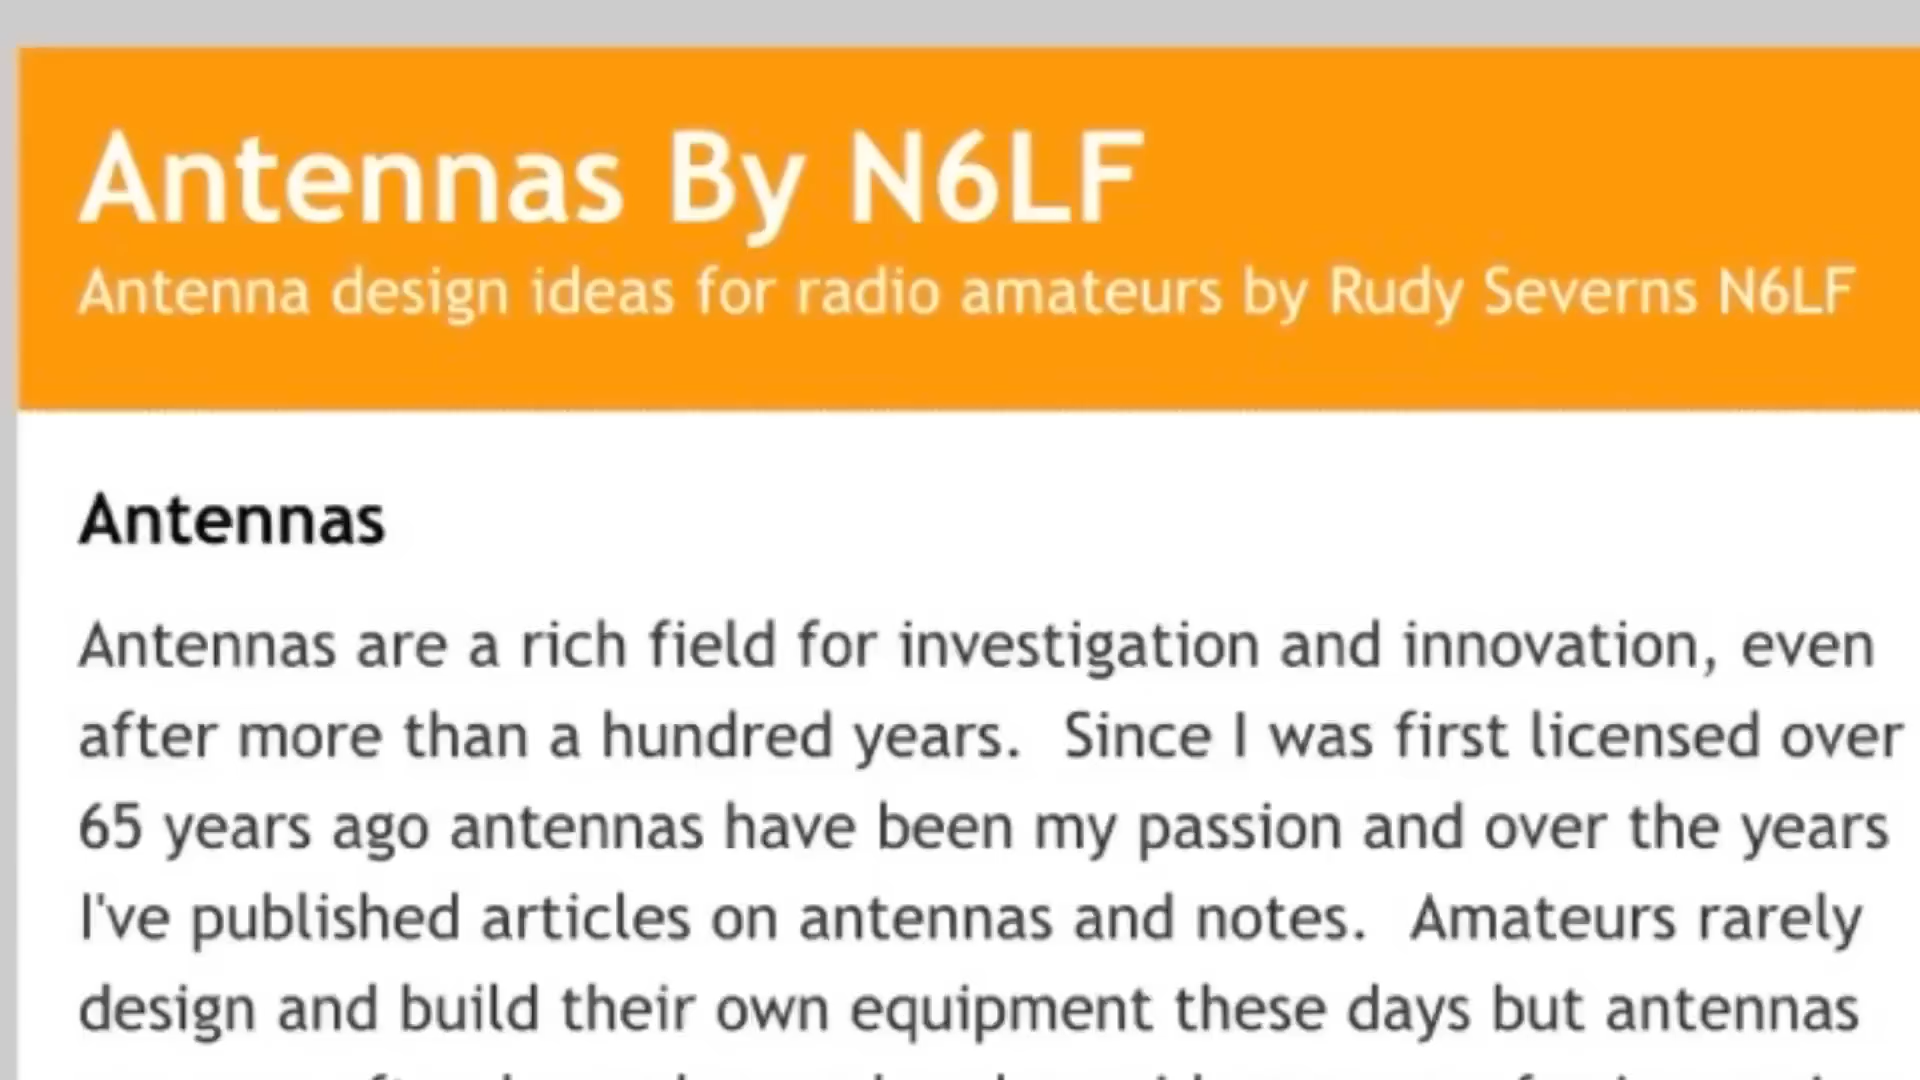 Antennas By N6LF
Antenna design ideas for radio amateurs by Rudy Severns N6LF
Antennas
Antennas are a rich field for investigation and innovation, even
after more than a hundred years.  Since I was first licensed over
65 years ago antennas have been my passion and over the years
I've published articles on antennas and notes.  Amateurs rarely
design and build their own equipment these days but antennas